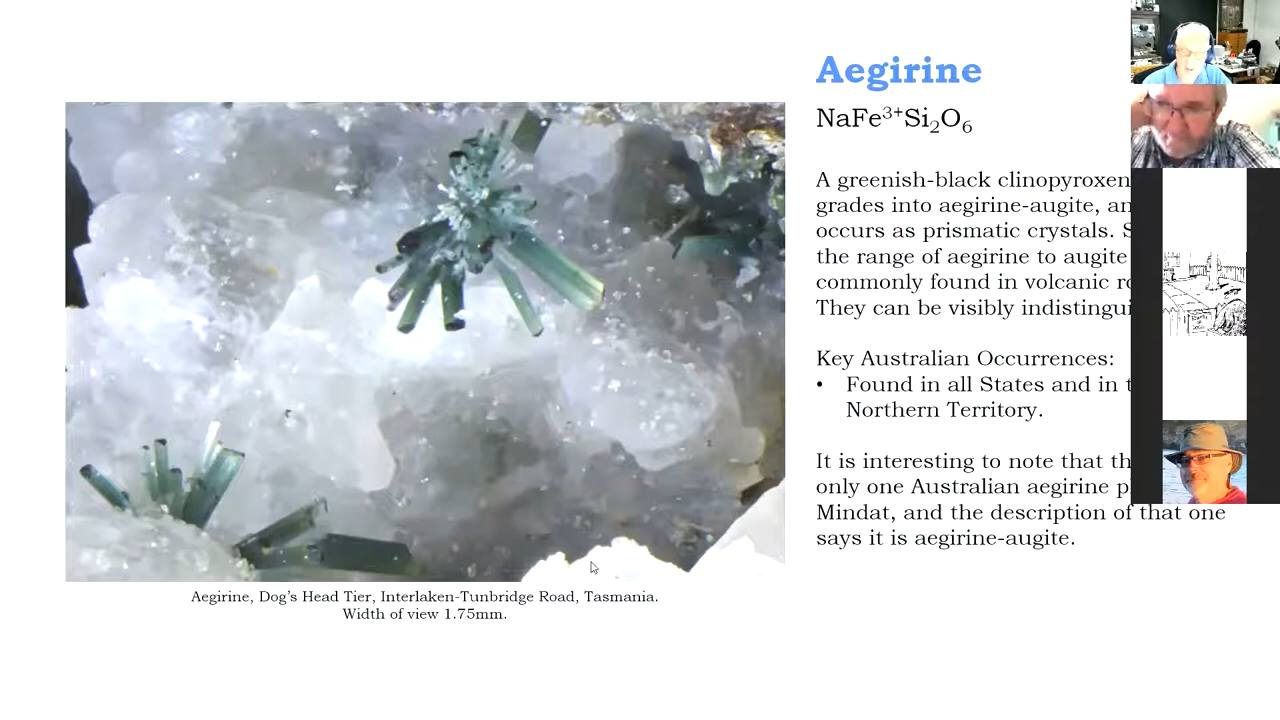 Aegirine
NaFe³⁺Si₂O₆
A greenish-black clinopyroxen
grades into aegirine-augite, an
occurs as prismatic crystals. S
the range of aegirine to augite
commonly found in volcanic ro
They can be visibly indistingui
Key Australian Occurrences:
• Found in all States and in t
Northern Territory.
It is interesting to note that th
only one Australian aegirine p
Mindat, and the description of that one
says it is aegirine-augite.
Aegirine, Dog's Head Tier, Interlaken-Tunbridge Road, Tasmania.
Width of view 1.75mm.